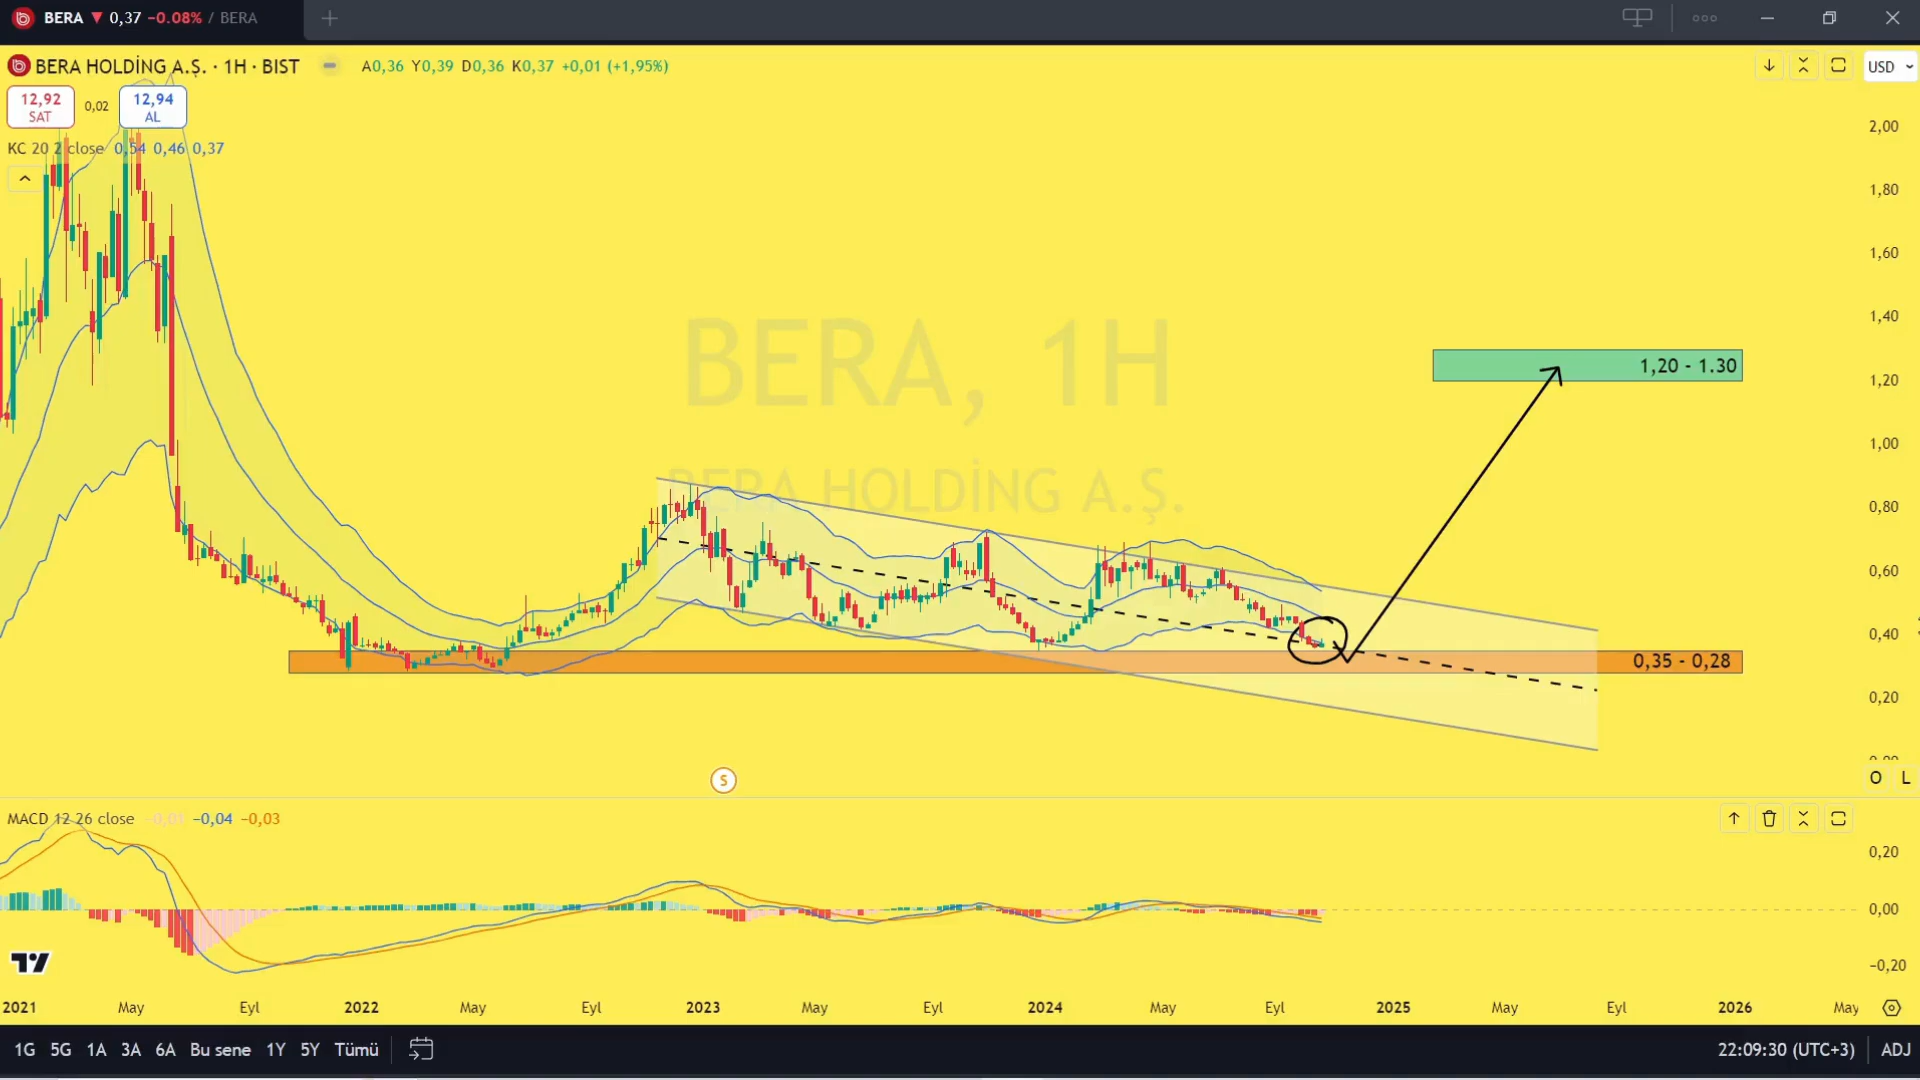 BERA ▼ 0,37 −0.08% / BERA
BERA HOLDİNG A.Ş. · 1H · BIST A0,36 Y0,39 D0,36 K0,37 +0,01 (+1,95%)
USD
12,92 SAT 0,02 12,94 AL
KC 20 2 close 0,54 0,46 0,37
2,00
1,80
1,60
1,40
1,20
1,00
0,80
0,60
0,40
0,20
BERA, 1H
BERA HOLDİNG A.Ş.
1,20 - 1.30
0,35 - 0,28
S
O L
MACD 12 26 close −0,01 −0,04 −0,03
0,20
0,00
−0,20
2021 May Eyl 2022 May Eyl 2023 May Eyl 2024 May Eyl 2025 May Eyl 2026 May
1G 5G 1A 3A 6A Bu sene 1Y 5Y Tümü 22:09:30 (UTC+3) ADJ